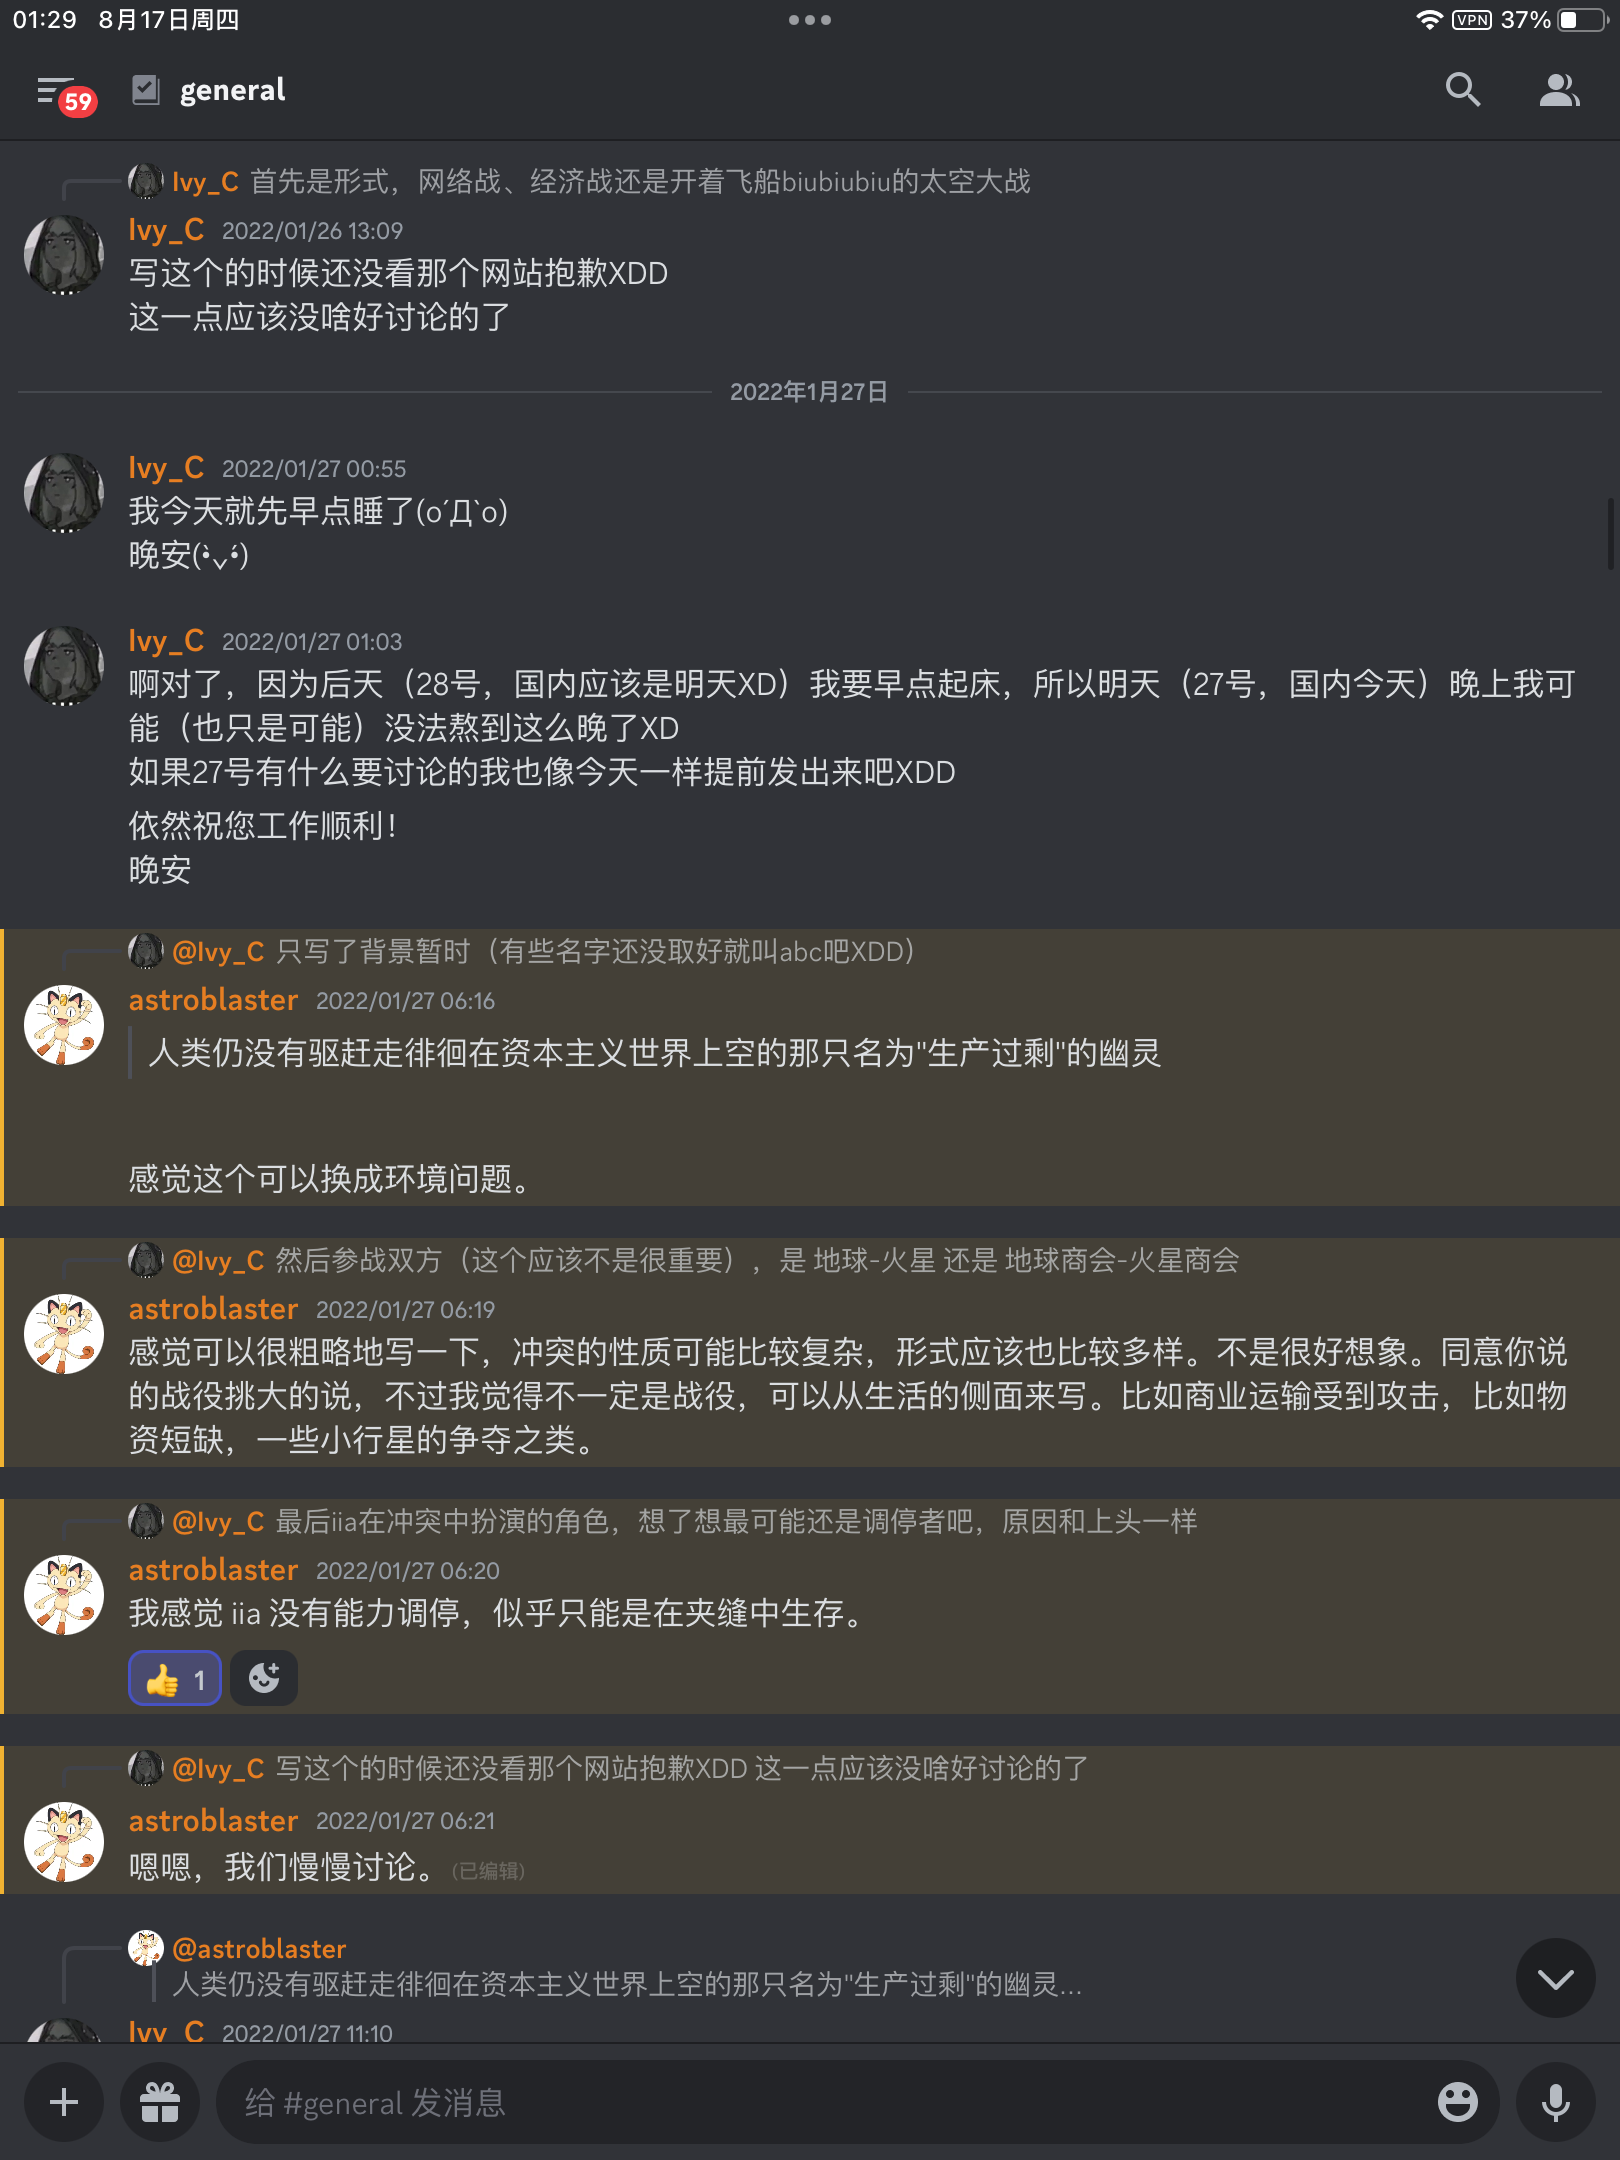 01:29 8月17日周四
VPN 37%
59 general
Ivy_C 首先是形式，网络战、经济战还是开着飞船biubiubiu的太空大战
Ivy_C 2022/01/26 13:09
写这个的时候还没看那个网站抱歉XDD
这一点应该没啥好讨论的了
2022年1月27日
Ivy_C 2022/01/27 00:55
我今天就先早点睡了(o´Д`o)
晚安(•̀ᴗ•́)
Ivy_C 2022/01/27 01:03
啊对了，因为后天（28号，国内应该是明天XD）我要早点起床，所以明天（27号，国内今天）晚上我可
能（也只是可能）没法熬到这么晚了XD
如果27号有什么要讨论的我也像今天一样提前发出来吧XDD
依然祝您工作顺利！
晚安
@Ivy_C 只写了背景暂时（有些名字还没取好就叫abc吧XDD）
astroblaster 2022/01/27 06:16
人类仍没有驱赶走徘徊在资本主义世界上空的那只名为"生产过剩"的幽灵
感觉这个可以换成环境问题。
@Ivy_C 然后参战双方（这个应该不是很重要），是 地球-火星 还是 地球商会-火星商会
astroblaster 2022/01/27 06:19
感觉可以很粗略地写一下，冲突的性质可能比较复杂，形式应该也比较多样。不是很好想象。同意你说
的战役挑大的说，不过我觉得不一定是战役，可以从生活的侧面来写。比如商业运输受到攻击，比如物
资短缺，一些小行星的争夺之类。
@Ivy_C 最后iia在冲突中扮演的角色，想了想最可能还是调停者吧，原因和上头一样
astroblaster 2022/01/27 06:20
我感觉 iia 没有能力调停，似乎只能是在夹缝中生存。
👍 1
@Ivy_C 写这个的时候还没看那个网站抱歉XDD 这一点应该没啥好讨论的了
astroblaster 2022/01/27 06:21
嗯嗯，我们慢慢讨论。 (已编辑)
@astroblaster
人类仍没有驱赶走徘徊在资本主义世界上空的那只名为"生产过剩"的幽灵...
Ivy_C 2022/01/27 11:10
给 #general 发消息